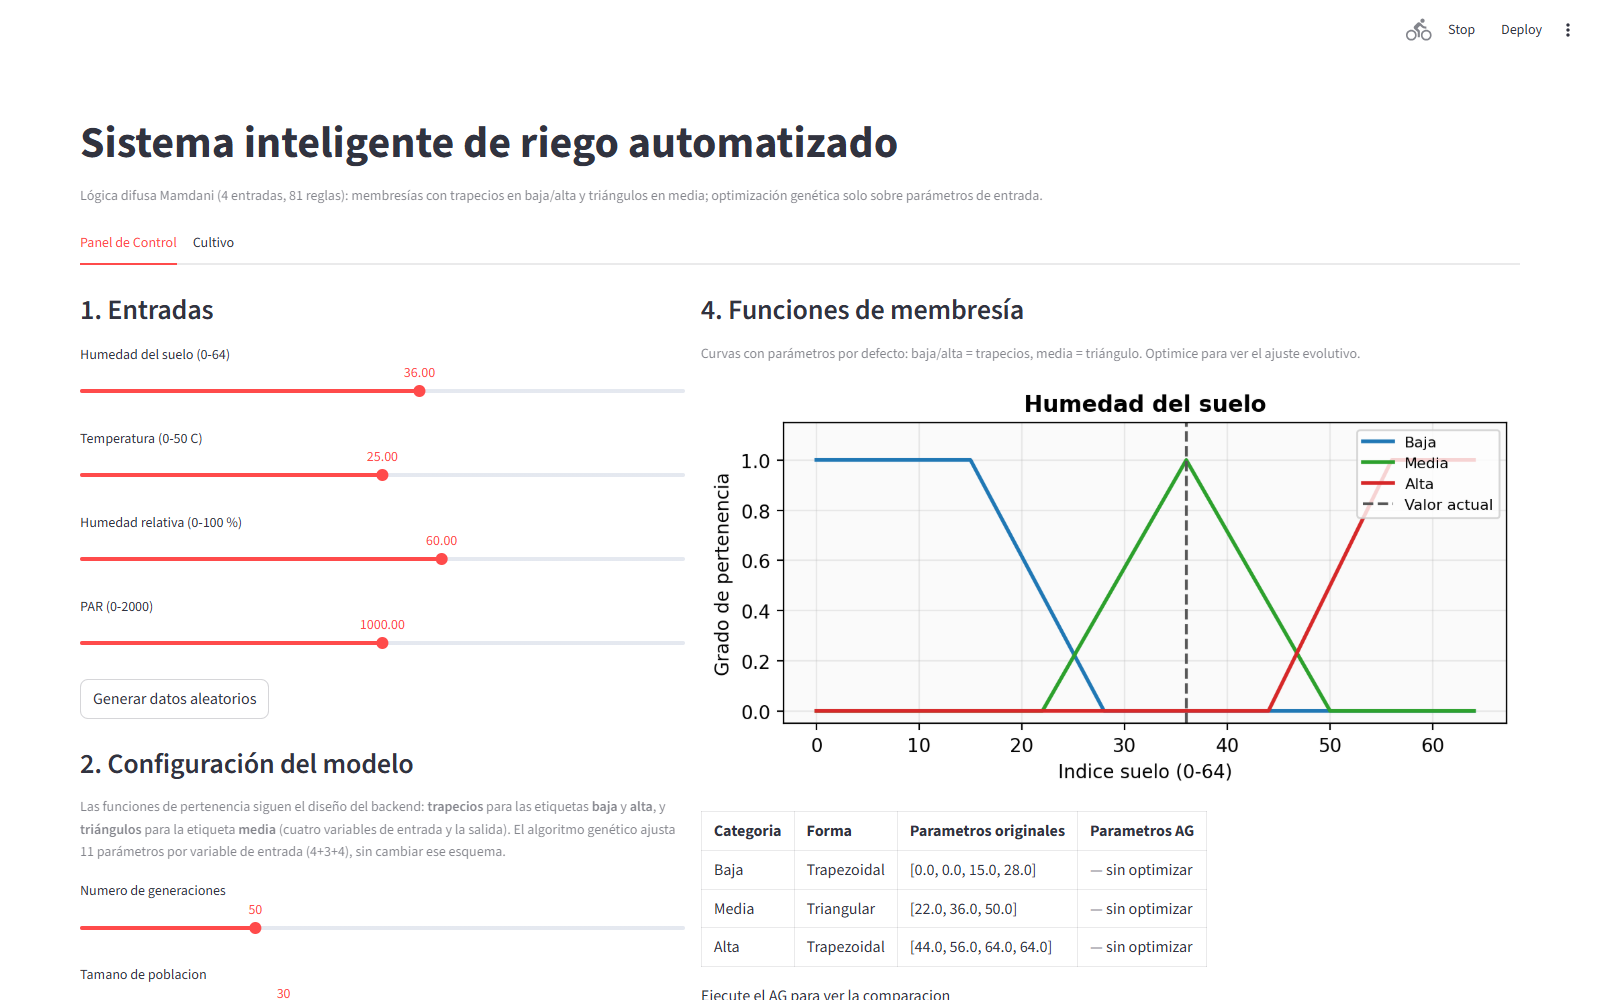 Stop Deploy
Sistema inteligente de riego automatizado
Lógica difusa Mamdani (4 entradas, 81 reglas): membresías con trapecios en baja/alta y triángulos en media; optimización genética solo sobre parámetros de entrada.
Panel de Control Cultivo
1. Entradas
Humedad del suelo (0-64)
36.00
Temperatura (0-50 C)
25.00
Humedad relativa (0-100 %)
60.00
PAR (0-2000)
1000.00
Generar datos aleatorios
2. Configuración del modelo
Las funciones de pertenencia siguen el diseño del backend: trapecios para las etiquetas baja y alta, y
triángulos para la etiqueta media (cuatro variables de entrada y la salida). El algoritmo genético ajusta
11 parámetros por variable de entrada (4+3+4), sin cambiar ese esquema.
Numero de generaciones
50
Tamano de poblacion
30
4. Funciones de membresía
Curvas con parámetros por defecto: baja/alta = trapecios, media = triángulo. Optimice para ver el ajuste evolutivo.
Humedad del suelo
Baja
Media
Alta
Valor actual
Grado de pertenencia
1.0
0.8
0.6
0.4
0.2
0.0
0 10 20 30 40 50 60
Indice suelo (0-64)
Categoria Forma Parametros originales Parametros AG
Baja Trapezoidal [0.0, 0.0, 15.0, 28.0] — sin optimizar
Media Triangular [22.0, 36.0, 50.0] — sin optimizar
Alta Trapezoidal [44.0, 56.0, 64.0, 64.0] — sin optimizar
Ejecute el AG para ver la comparacion